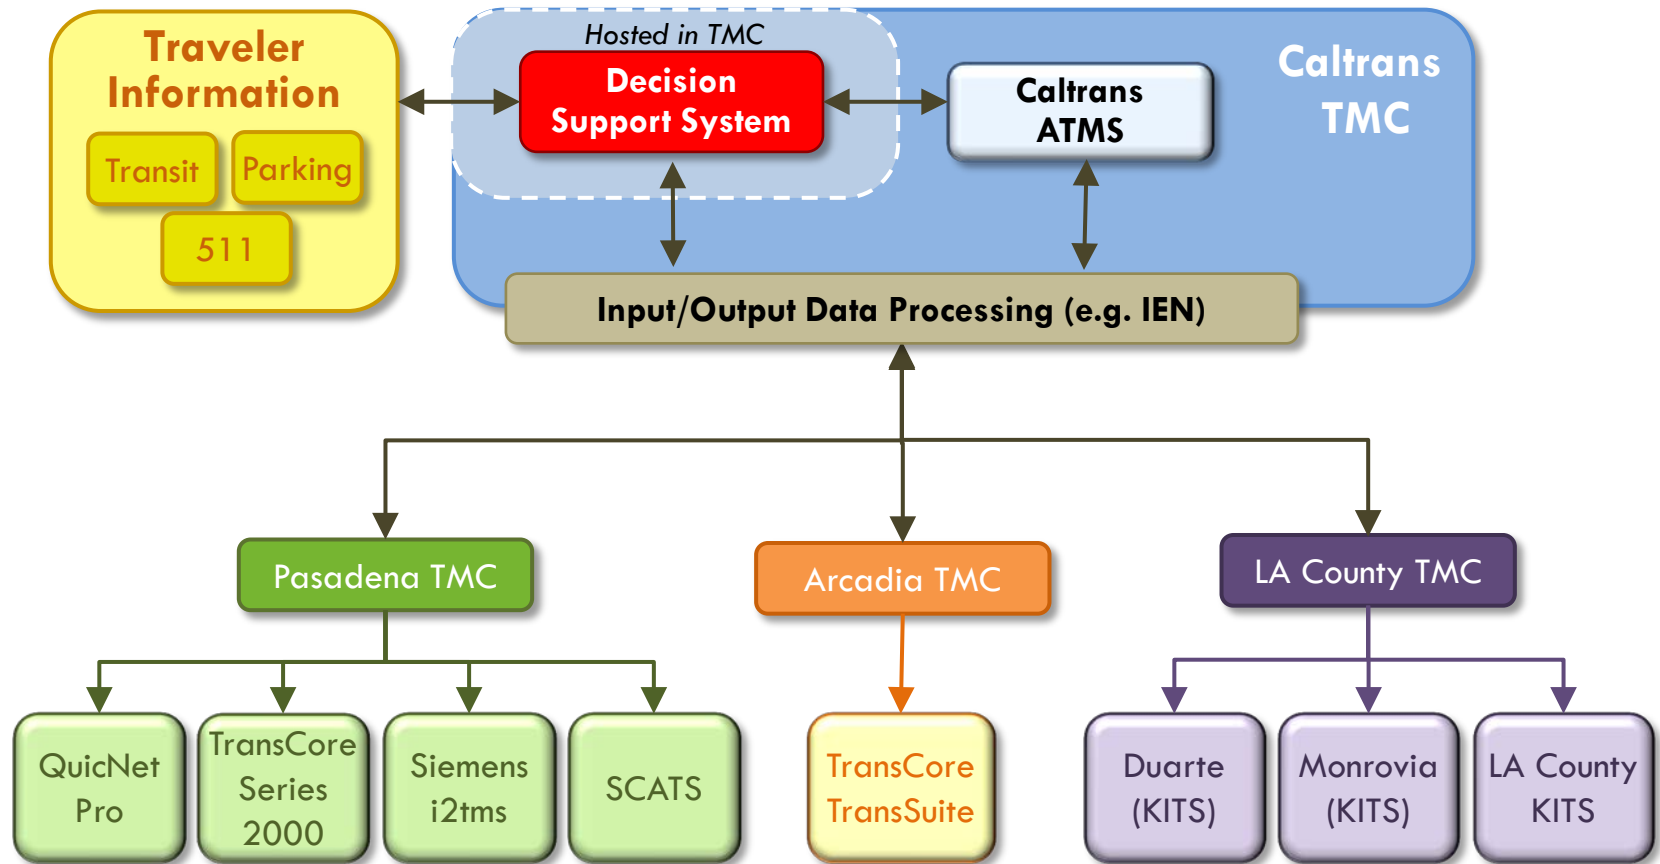 Traveler
Information
Transit
Parking
511
Hosted in TMC
Decision
Support System
Caltrans
ATMS
Caltrans
TMC
Input/Output Data Processing (e.g. IEN)
Pasadena TMC
Arcadia TMC
LA County TMC
QuicNet
Pro
TransCore
Series
2000
Siemens
i2tms
SCATS
TransCore
TransSuite
Duarte
(KITS)
Monrovia
(KITS)
LA County
KITS